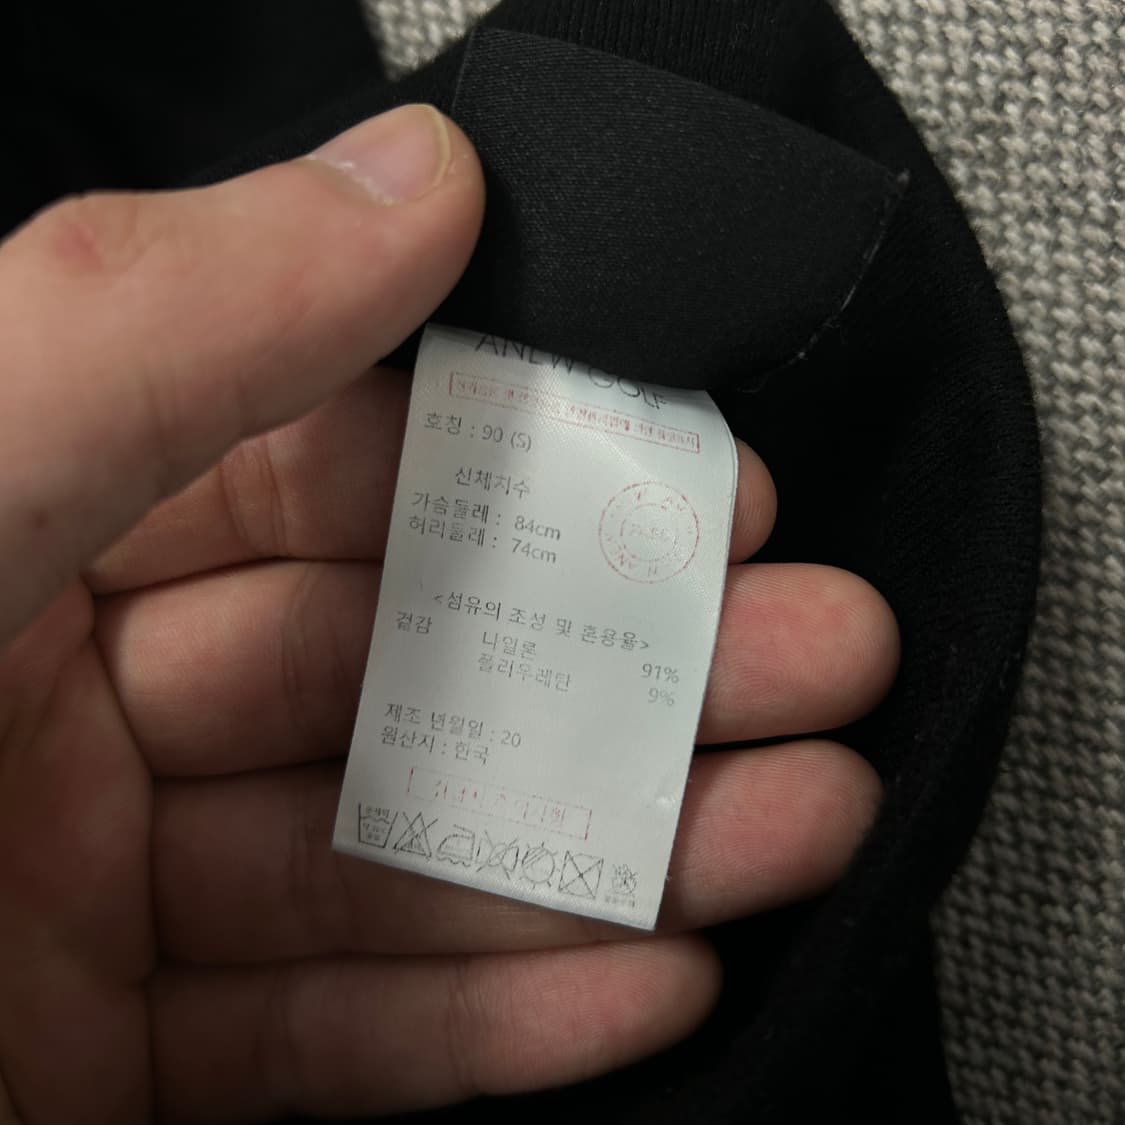 ANEW GOLF
호칭 : 90 (S)
신체치수
가슴둘레 : 84cm
허리둘레 : 74cm
<섬유의 조성 및 혼용율>
겉감
나일론 91%
폴리우레탄 9%
제조 년월일 : 20
원산지 : 한국